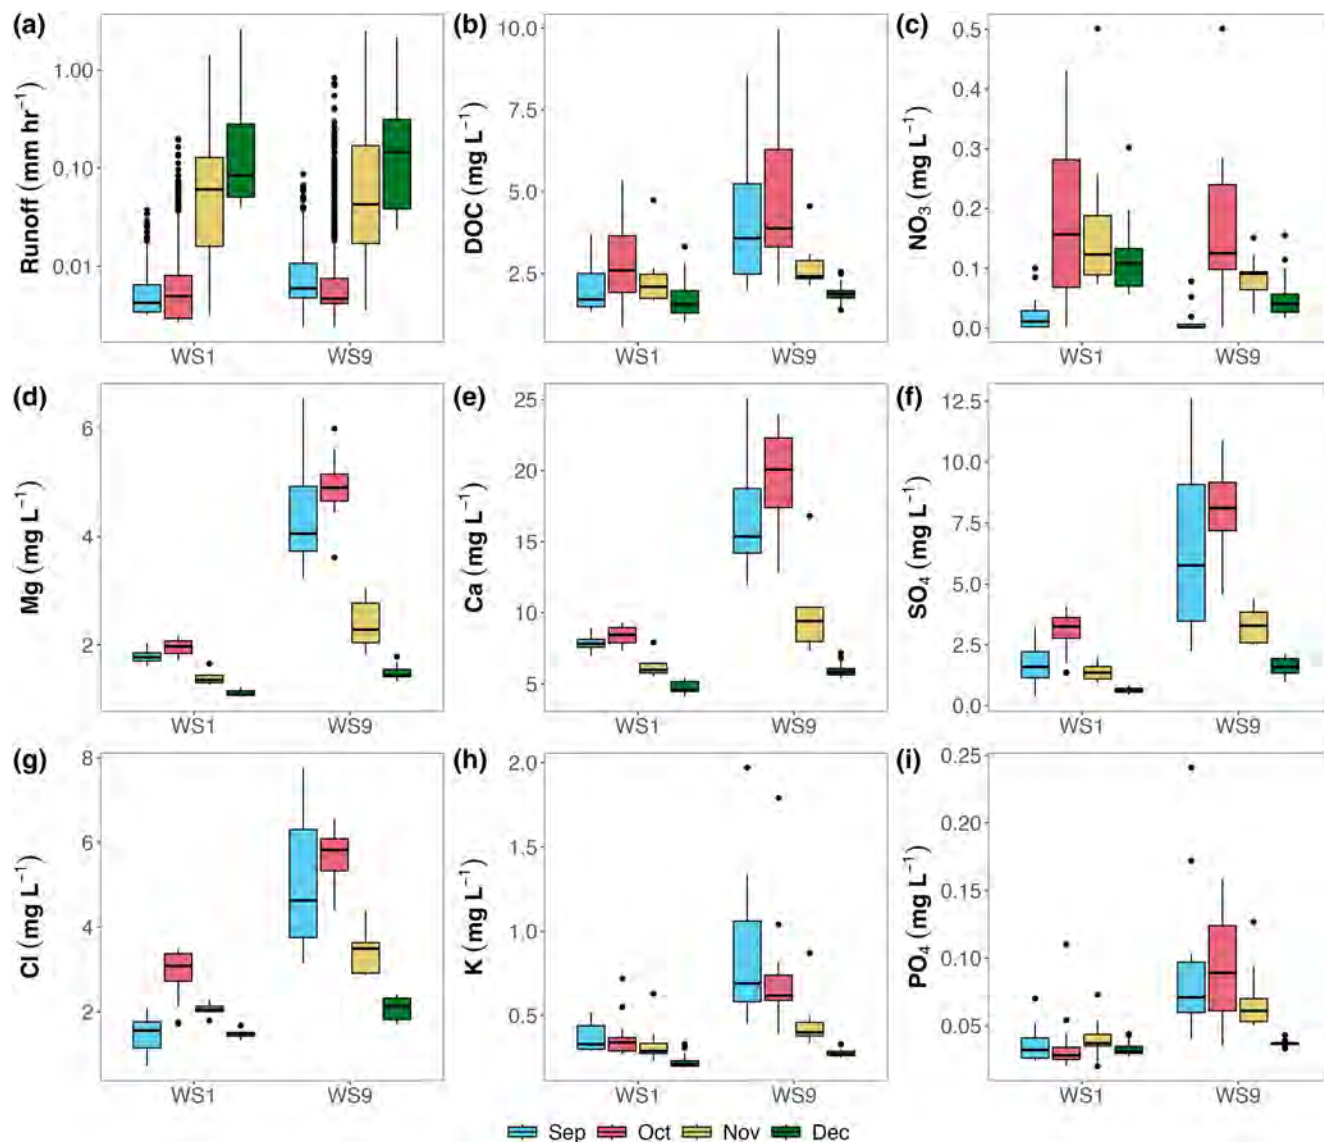 (a)
Runoff (mm hr⁻¹)
1.00
0.10
0.01
WS1 WS9
(b)
DOC (mg L⁻¹)
10.0
7.5
5.0
2.5
WS1 WS9
(c)
NO₃ (mg L⁻¹)
0.5
0.4
0.3
0.2
0.1
0.0
WS1 WS9
(d)
Mg (mg L⁻¹)
6
4
2
WS1 WS9
(e)
Ca (mg L⁻¹)
25
20
15
10
5
WS1 WS9
(f)
SO₄ (mg L⁻¹)
12.5
10.0
7.5
5.0
2.5
0.0
WS1 WS9
(g)
Cl (mg L⁻¹)
8
6
4
2
WS1 WS9
(h)
K (mg L⁻¹)
2.0
1.5
1.0
0.5
WS1 WS9
(i)
PO₄ (mg L⁻¹)
0.25
0.20
0.15
0.10
0.05
WS1 WS9
Sep Oct Nov Dec